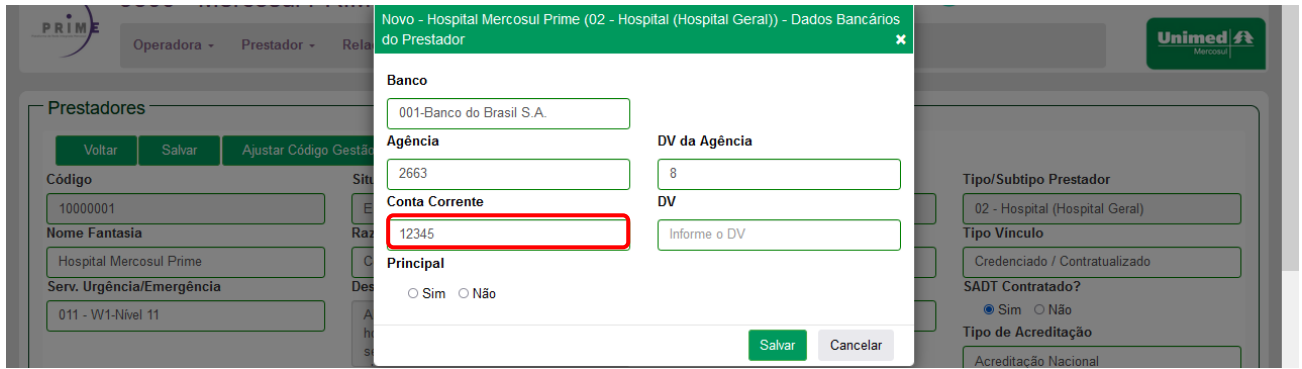 Novo - Hospital Mercosul Prime (02 - Hospital (Hospital Geral)) - Dados Bancários
do Prestador
PRIME
Operadora
Prestador
Unimed
Mercosul
Banco
001-Banco do Brasil S.A.
Prestadores
Agência
DV da Agência
Voltar
Salvar
Ajustar Código Gestão
2663
8
Código
Tipo/Subtipo Prestador
Conta Corrente
DV
10000001
02 - Hospital (Hospital Geral)
12345
Informe o DV
Nome Fantasia
Tipo Vínculo
Principal
Hospital Mercosul Prime
Credenciado / Contratualizado
Serv. Urgência/Emergência
SADT Contratado?
Sim
Não
011 - W1-Nível 11
Sim
Não
Tipo de Acreditação
Salvar
Cancelar
Acreditação Nacional